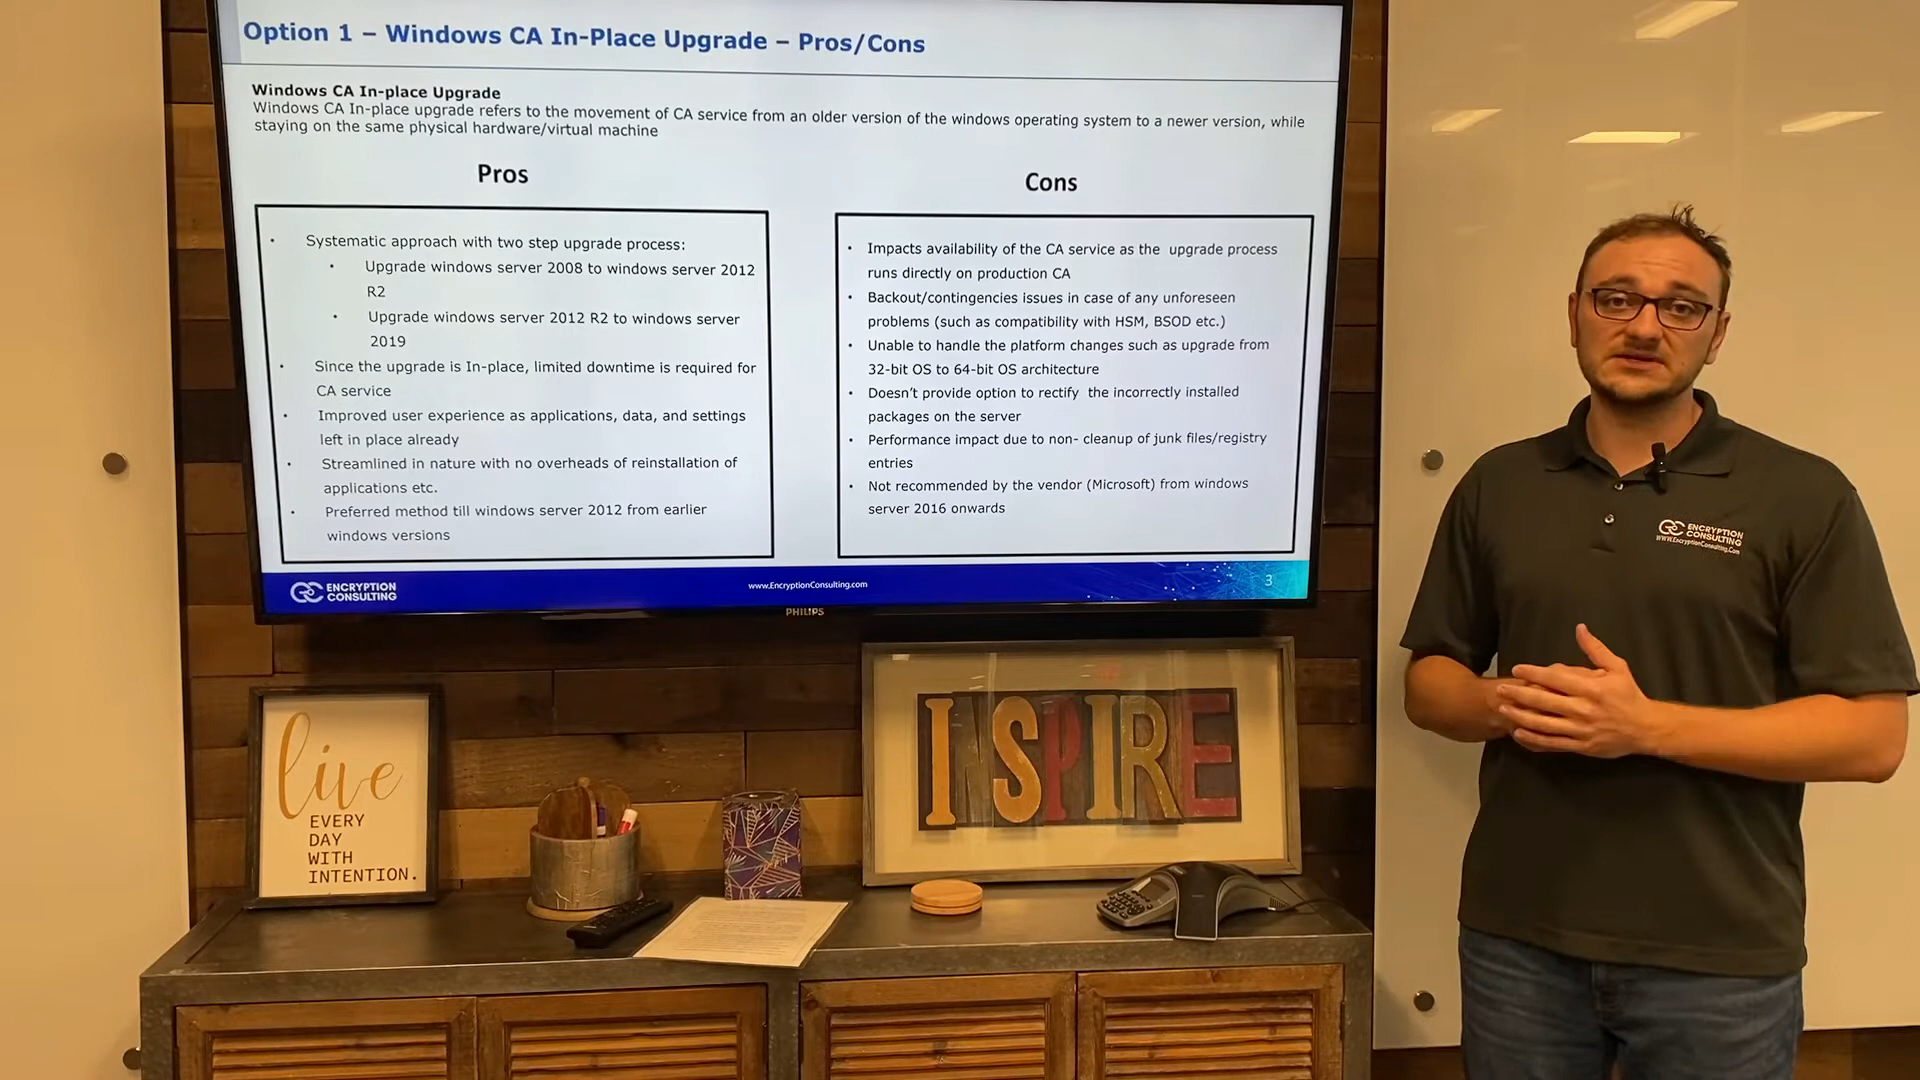 Option 1 – Windows CA In-Place Upgrade – Pros/Cons
Windows CA In-place Upgrade
Windows CA In-place upgrade refers to the movement of CA service from an older version of the windows operating system to a newer version, while
staying on the same physical hardware/virtual machine
Pros
• Systematic approach with two step upgrade process:
• Upgrade windows server 2008 to windows server 2012
R2
• Upgrade windows server 2012 R2 to windows server
2019
• Since the upgrade is In-place, limited downtime is required for
CA service
• Improved user experience as applications, data, and settings
left in place already
• Streamlined in nature with no overheads of reinstallation of
applications etc.
• Preferred method till windows server 2012 from earlier
windows versions
Cons
• Impacts availability of the CA service as the upgrade process
runs directly on production CA
• Backout/contingencies issues in case of any unforeseen
problems (such as compatibility with HSM, BSOD etc.)
• Unable to handle the platform changes such as upgrade from
32-bit OS to 64-bit OS architecture
• Doesn't provide option to rectify the incorrectly installed
packages on the server
• Performance impact due to non- cleanup of junk files/registry
entries
• Not recommended by the vendor (Microsoft) from windows
server 2016 onwards
ENCRYPTION
CONSULTING
www.EncryptionConsulting.com
3
PHILIPS
ENCRYPTION
CONSULTING
www.EncryptionConsulting.Com
live
EVERY
DAY
WITH
INTENTION.
INSPIRE